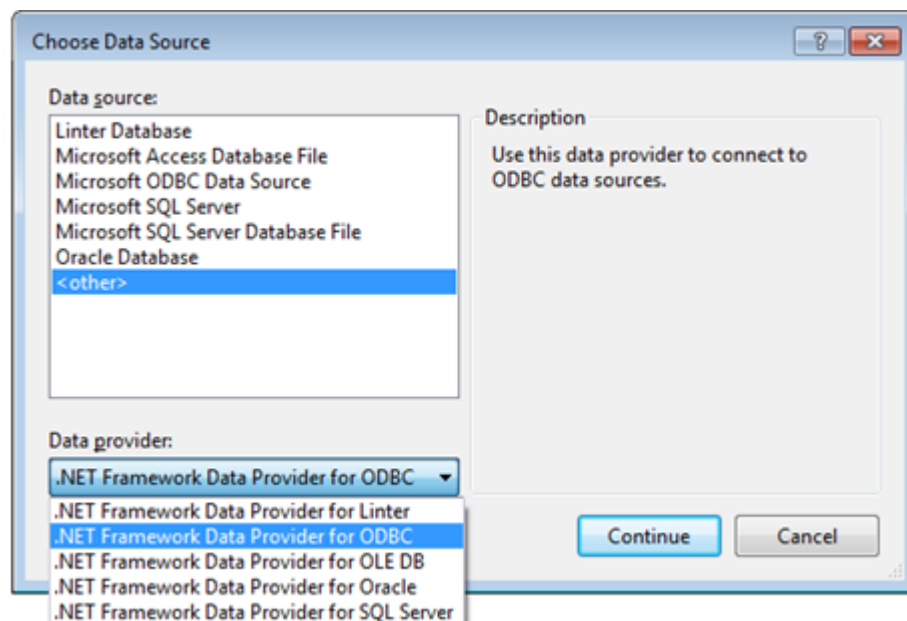 Choose Data Source
Data source:
Linter Database
Microsoft Access Database File
Microsoft ODBC Data Source
Microsoft SQL Server
Microsoft SQL Server Database File
Oracle Database
<other>
Description
Use this data provider to connect to
ODBC data sources.
Data provider:
.NET Framework Data Provider for ODBC
.NET Framework Data Provider for Linter
.NET Framework Data Provider for ODBC
.NET Framework Data Provider for OLE DB
.NET Framework Data Provider for Oracle
.NET Framework Data Provider for SQL Server
Continue
Cancel